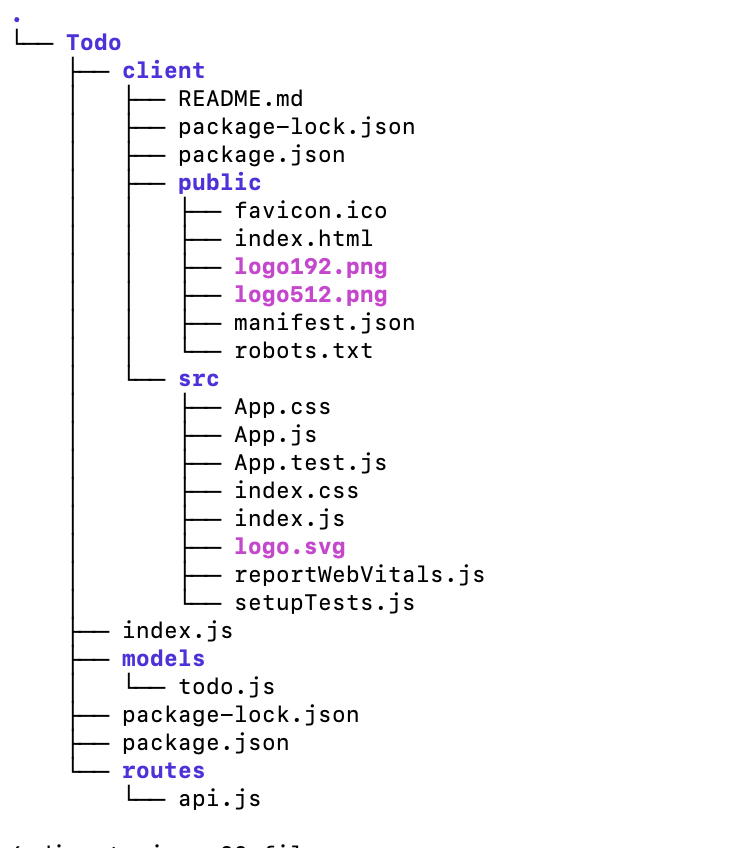 .
└── Todo
    ├── client
    │   ├── README.md
    │   ├── package-lock.json
    │   ├── package.json
    │   ├── public
    │   │   ├── favicon.ico
    │   │   ├── index.html
    │   │   ├── logo192.png
    │   │   ├── logo512.png
    │   │   ├── manifest.json
    │   │   └── robots.txt
    │   └── src
    │       ├── App.css
    │       ├── App.js
    │       ├── App.test.js
    │       ├── index.css
    │       ├── index.js
    │       ├── logo.svg
    │       ├── reportWebVitals.js
    │       └── setupTests.js
    ├── index.js
    ├── models
    │   └── todo.js
    ├── package-lock.json
    ├── package.json
    └── routes
        └── api.js